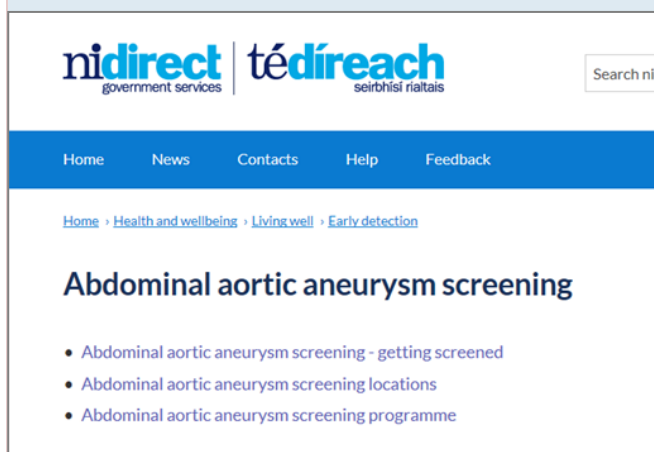 nidirect tédíreach
government services seirbhísí rialtais
Search ni
Home News Contacts Help Feedback
Home › Health and wellbeing › Living well › Early detection
Abdominal aortic aneurysm screening
• Abdominal aortic aneurysm screening - getting screened
• Abdominal aortic aneurysm screening locations
• Abdominal aortic aneurysm screening programme